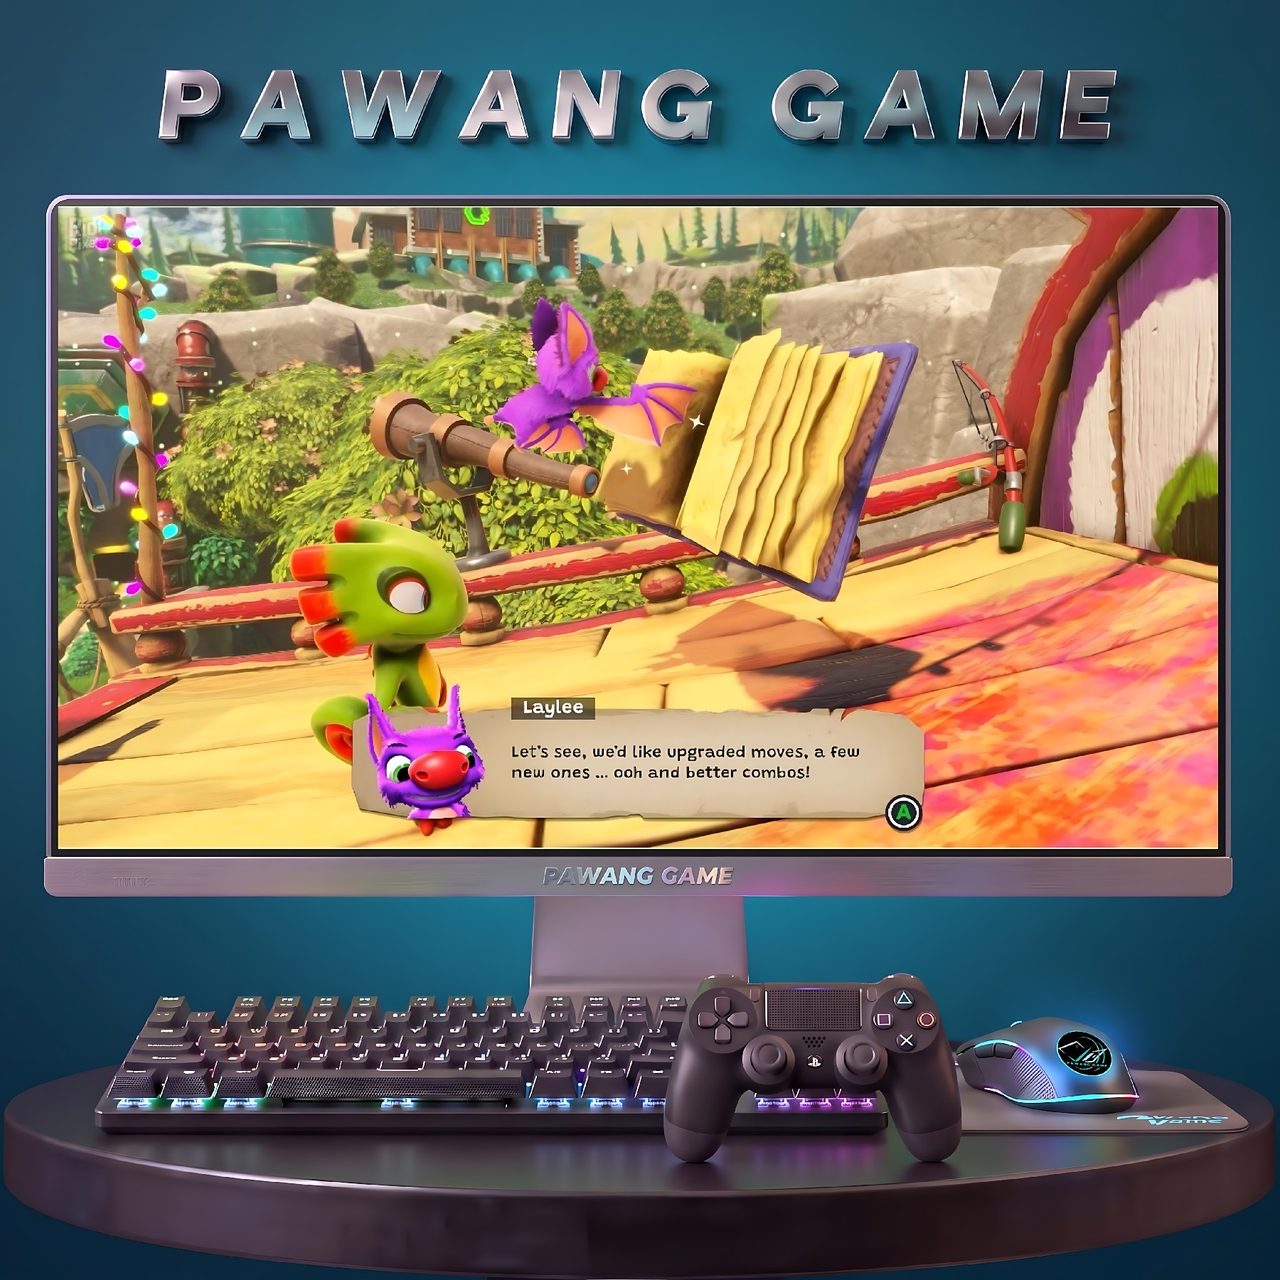 PAWANG GAME
Laylee
Let's see, we'd like upgraded moves, a few
new ones ... ooh and better combos!
A
PAWANG GAME